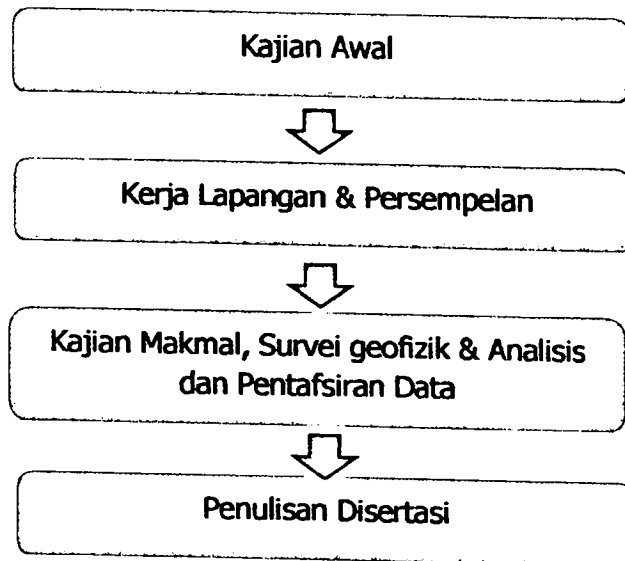 Kajian Awal
Kerja Lapangan & Persempelan
Kajian Makmal, Survei geofizik & Analisis
dan Pentafsiran Data
Penulisan Disertasi